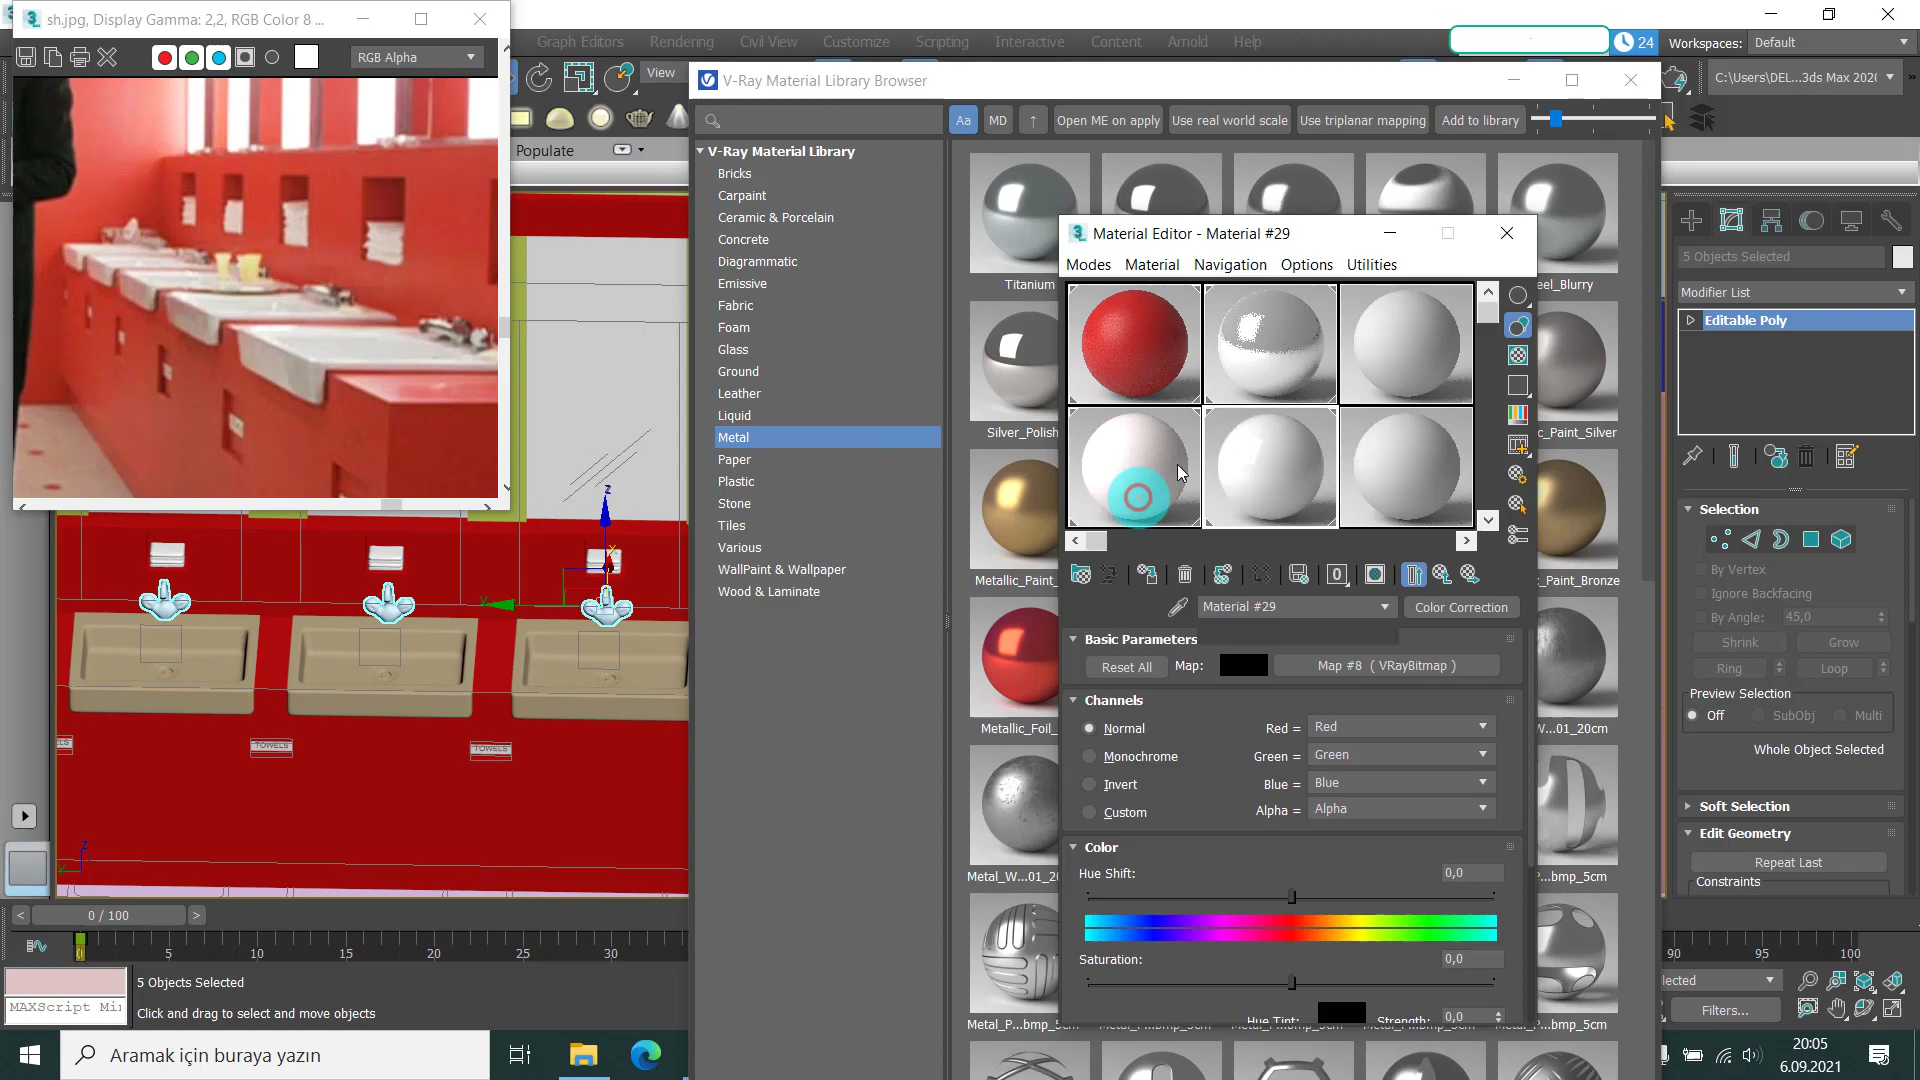 sh.jpg, Display Gamma: 2,2, RGB Color 8 ...
RGB Alpha
Graph Editors
Rendering
Civil View
Customize
Scripting
Interactive
Content
Arnold
Help
24
Workspaces:
Default
View
C:\Users\DEL...3ds Max 202
Populate
V-Ray Material Library Browser
Aa
MD
Open ME on apply
Use real world scale
Use triplanar mapping
Add to library
V-Ray Material Library
Bricks
Carpaint
Ceramic & Porcelain
Concrete
Diagrammatic
Emissive
Fabric
Foam
Glass
Ground
Leather
Liquid
Metal
Paper
Plastic
Stone
Tiles
Various
WallPaint & Wallpaper
Wood & Laminate
Titanium
eel_Blurry
Silver_Polish
c_Paint_Silver
Metallic_Paint_
_Paint_Bronze
Metallic_Foil_
W...01_20cm
Metal_W...01_20
P...bmp_5cm
Metal_P...bmp_5cm
P...bmp_5cm
Material Editor - Material #29
Modes
Material
Navigation
Options
Utilities
0
Material #29
Color Correction
Basic Parameters
Reset All
Map:
Map #8 ( VRayBitmap )
Channels
Normal
Red =
Red
Monochrome
Green =
Green
Invert
Blue =
Blue
Custom
Alpha =
Alpha
Color
Hue Shift:
0,0
Saturation:
0,0
Hue Tint:
Strength:
0,0
5 Objects Selected
Modifier List
Editable Poly
Selection
By Vertex
Ignore Backfacing
By Angle:
45,0
Shrink
Grow
Ring
Loop
Preview Selection
Off
SubObj
Multi
Whole Object Selected
Soft Selection
Edit Geometry
Repeat Last
Constraints
z
x
y
TOWELS
TOWELS
z
y
0 / 100
0
5
10
15
20
25
30
90
95
100
5 Objects Selected
MAXScript Mi
Click and drag to select and move objects
lected
Filters...
Aramak için buraya yazın
20:05
6.09.2021